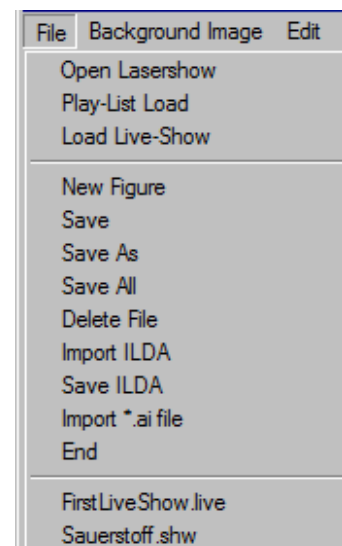 File Background Image Edit
Open Lasershow
Play-List Load
Load Live-Show
New Figure
Save
Save As
Save All
Delete File
Import ILDA
Save ILDA
Import *.ai file
End
FirstLiveShow.live
Sauerstoff.shw